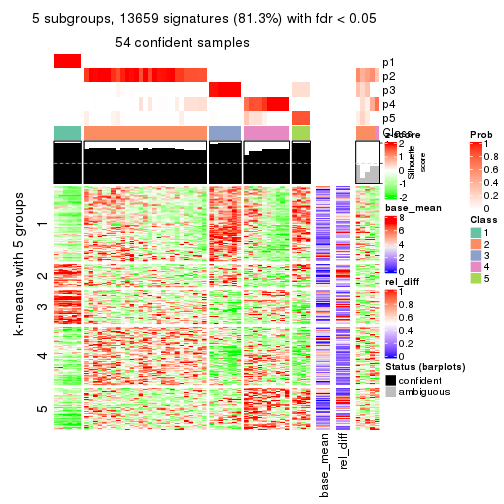 5 subgroups, 13659 signatures (81.3%) with fdr < 0.05
54 confident samples
p1
p2
p3
p4
p5
Class
Silhouette
score
k-means with 5 groups
1
2
3
4
5
base_mean
rel_diff
z-score
2
1
0
-1
-2
base_mean
8
6
4
2
0
rel_diff
1
0.8
0.6
0.4
0.2
0
Status (barplots)
confident
ambiguous
Prob
1
0.8
0.6
0.4
0.2
0
Class
1
2
3
4
5